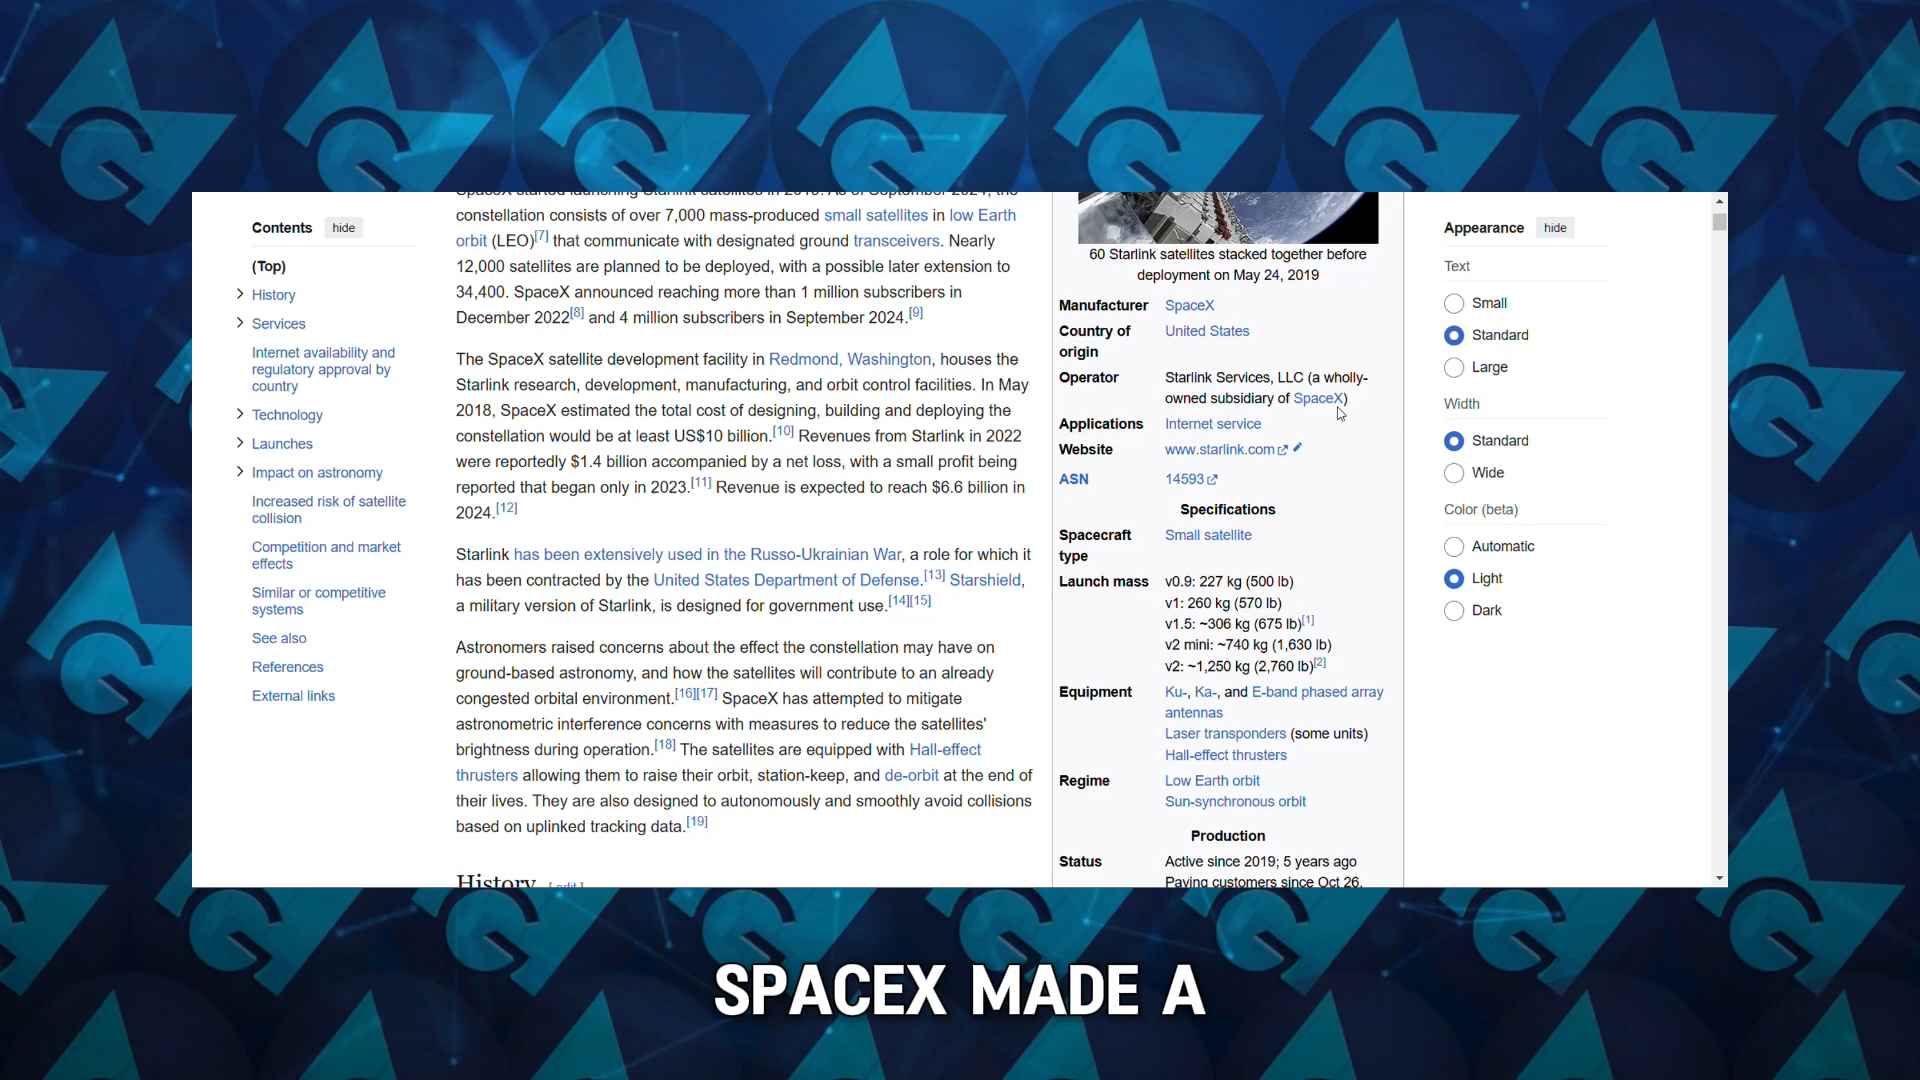 Contents hide
(Top)
History
Services
Internet availability and
regulatory approval by
country
Technology
Launches
Impact on astronomy
Increased risk of satellite
collision
Competition and market
effects
Similar or competitive
systems
See also
References
External links
SpaceX started launching Starlink satellites in 2019. As of September 2024, the
constellation consists of over 7,000 mass-produced small satellites in low Earth
orbit (LEO)[7] that communicate with designated ground transceivers. Nearly
12,000 satellites are planned to be deployed, with a possible later extension to
34,400. SpaceX announced reaching more than 1 million subscribers in
December 2022[8] and 4 million subscribers in September 2024.[9]
The SpaceX satellite development facility in Redmond, Washington, houses the
Starlink research, development, manufacturing, and orbit control facilities. In May
2018, SpaceX estimated the total cost of designing, building and deploying the
constellation would be at least US$10 billion.[10] Revenues from Starlink in 2022
were reportedly $1.4 billion accompanied by a net loss, with a small profit being
reported that began only in 2023.[11] Revenue is expected to reach $6.6 billion in
2024.[12]
Starlink has been extensively used in the Russo-Ukrainian War, a role for which it
has been contracted by the United States Department of Defense.[13] Starshield,
a military version of Starlink, is designed for government use.[14][15]
Astronomers raised concerns about the effect the constellation may have on
ground-based astronomy, and how the satellites will contribute to an already
congested orbital environment.[16][17] SpaceX has attempted to mitigate
astronometric interference concerns with measures to reduce the satellites'
brightness during operation.[18] The satellites are equipped with Hall-effect
thrusters allowing them to raise their orbit, station-keep, and de-orbit at the end of
their lives. They are also designed to autonomously and smoothly avoid collisions
based on uplinked tracking data.[19]
History [ edit ]
60 Starlink satellites stacked together before
deployment on May 24, 2019
Manufacturer SpaceX
Country of United States
origin
Operator Starlink Services, LLC (a wholly-
owned subsidiary of SpaceX)
Applications Internet service
Website www.starlink.com
ASN 14593
Specifications
Spacecraft Small satellite
type
Launch mass v0.9: 227 kg (500 lb)
v1: 260 kg (570 lb)
v1.5: ~306 kg (675 lb)[1]
v2 mini: ~740 kg (1,630 lb)
v2: ~1,250 kg (2,760 lb)[2]
Equipment Ku-, Ka-, and E-band phased array
antennas
Laser transponders (some units)
Hall-effect thrusters
Regime Low Earth orbit
Sun-synchronous orbit
Production
Status Active since 2019; 5 years ago
Paying customers since Oct 26,
Appearance hide
Text
Small
Standard
Large
Width
Standard
Wide
Color (beta)
Automatic
Light
Dark
SPACEX MADE A